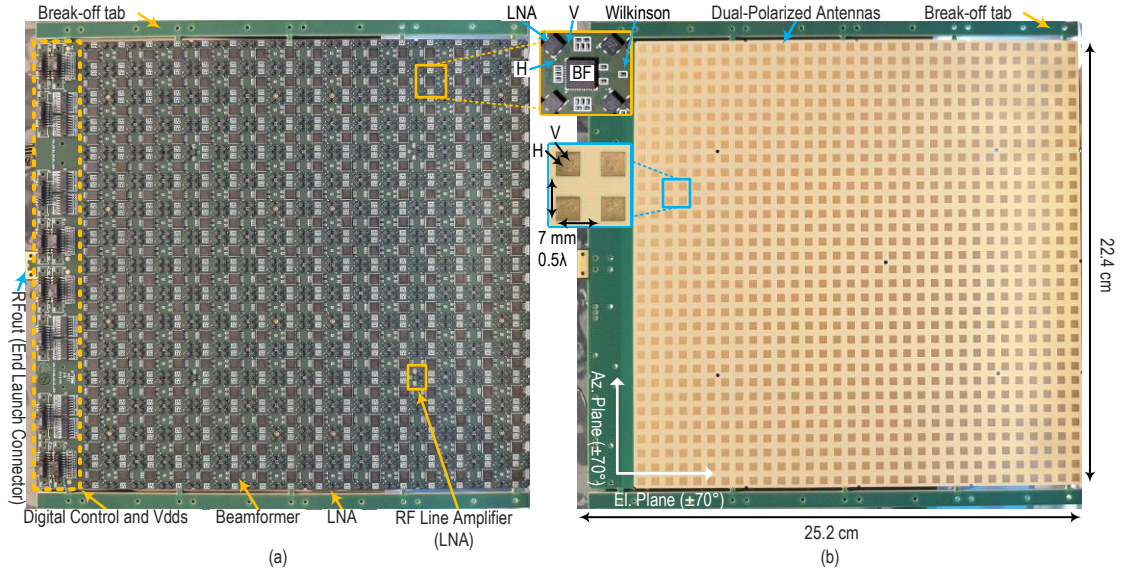 Break-off tab
LNA
V
Wilkinson
Dual-Polarized Antennas
Break-off tab
H
BF
V
H
7 mm
0.5λ
22.4 cm
RFout (End Launch Connector)
Az. Plane (±70°)
El. Plane (±70°)
Digital Control and Vdds
Beamformer
LNA
RF Line Amplifier
(LNA)
25.2 cm
(a)
(b)